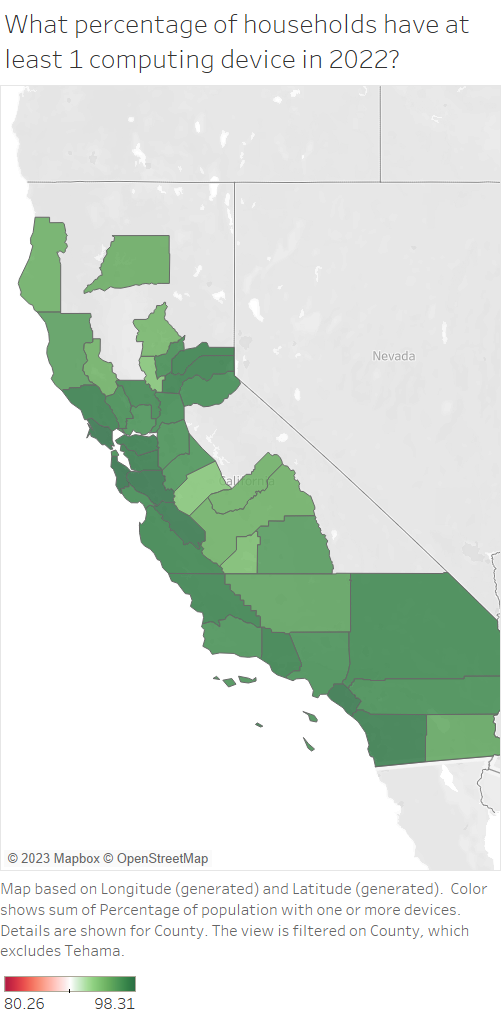 What percentage of households have at
least 1 computing device in 2022?
Nevada
California
© 2023 Mapbox © OpenStreetMap
Map based on Longitude (generated) and Latitude (generated).  Color
shows sum of Percentage of population with one or more devices.
Details are shown for County. The view is filtered on County, which
excludes Tehama.
80.26 98.31